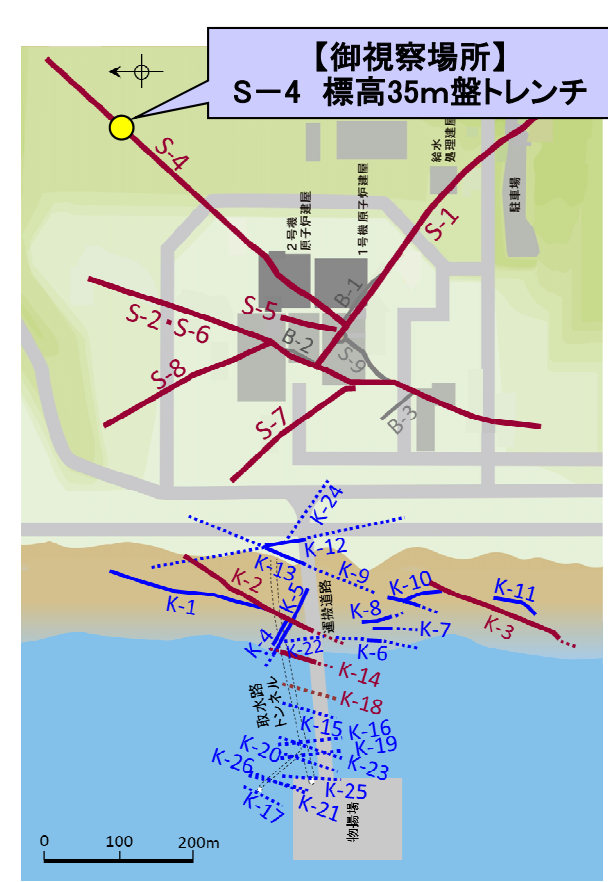 【御視察場所】
S－4　標高35m盤トレンチ
S-4
給水
処理建屋
駐車場
S-1
2号機
原子炉建屋
1号機 原子炉建屋
B-1
S-5
S-2・S-6
B-2
S-9
S-8
B-3
S-7
K-24
K-12
K-13
K-9
K-2
K-10
K-11
K-5
K-1
運搬道路
K-8
K-7
K-3
K-4
K-22
K-6
K-14
取水路
トンネル
K-18
K-15
K-16
K-20
K-19
K-26
K-23
K-25
K-17
K-21
物揚場
0 100 200m